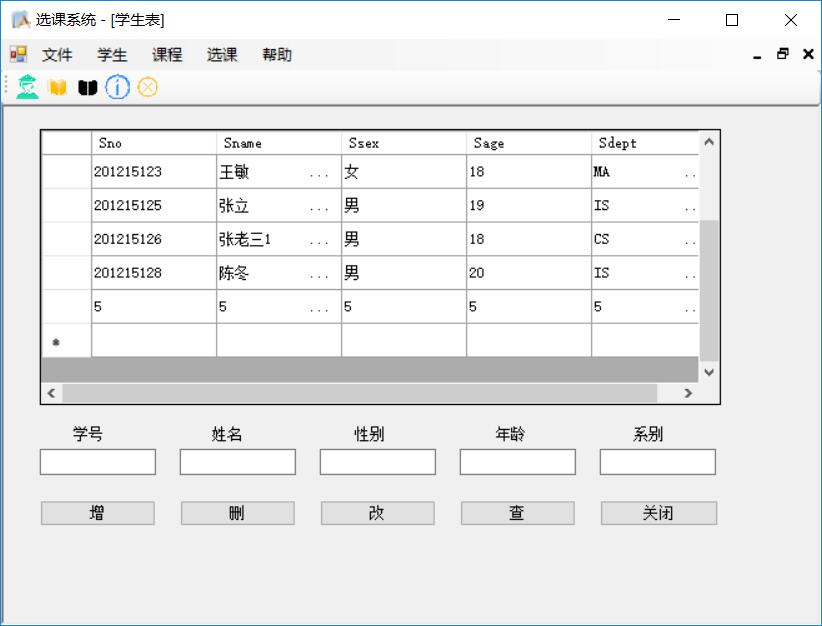 选课系统 - [学生表]
文件 学生 课程 选课 帮助
Sno Sname Ssex Sage Sdept
201215123 王敏 ... 女 18 MA ..
201215125 张立 ... 男 19 IS ..
201215126 张老三1 ... 男 18 CS ..
201215128 陈冬 ... 男 20 IS ..
5 5 ... 5 5 5 ..
*
学号 姓名 性别 年龄 系别
增 删 改 查 关闭